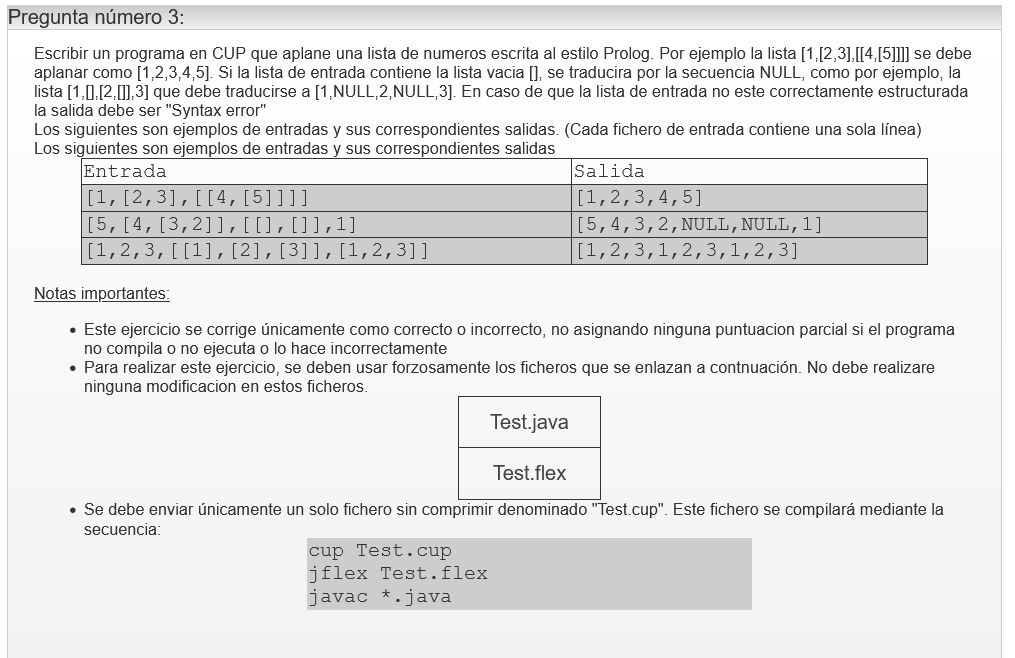 Pregunta número 3:
Escribir un programa en CUP que aplane una lista de numeros escrita al estilo Prolog. Por ejemplo la lista [1,[2,3],[[4,[5]]]] se debe
aplanar como [1,2,3,4,5]. Si la lista de entrada contiene la lista vacia [], se traducira por la secuencia NULL, como por ejemplo, la
lista [1,[],[2,[]],3] que debe traducirse a [1,NULL,2,NULL,3]. En caso de que la lista de entrada no este correctamente estructurada
la salida debe ser "Syntax error"
Los siguientes son ejemplos de entradas y sus correspondientes salidas. (Cada fichero de entrada contiene una sola línea)
Los siguientes son ejemplos de entradas y sus correspondientes salidas
Entrada Salida
[1,[2,3],[[4,[5]]]] [1,2,3,4,5]
[5,[4,[3,2]],[[],[]],1] [5,4,3,2,NULL,NULL,1]
[1,2,3,[[1],[2],[3]],[1,2,3]] [1,2,3,1,2,3,1,2,3]
Notas importantes:
• Este ejercicio se corrige únicamente como correcto o incorrecto, no asignando ninguna puntuacion parcial si el programa
no compila o no ejecuta o lo hace incorrectamente
• Para realizar este ejercicio, se deben usar forzosamente los ficheros que se enlazan a contnuación. No debe realizare
ninguna modificacion en estos ficheros.
Test.java
Test.flex
• Se debe enviar únicamente un solo fichero sin comprimir denominado "Test.cup". Este fichero se compilará mediante la
secuencia:
cup Test.cup
jflex Test.flex
javac *.java